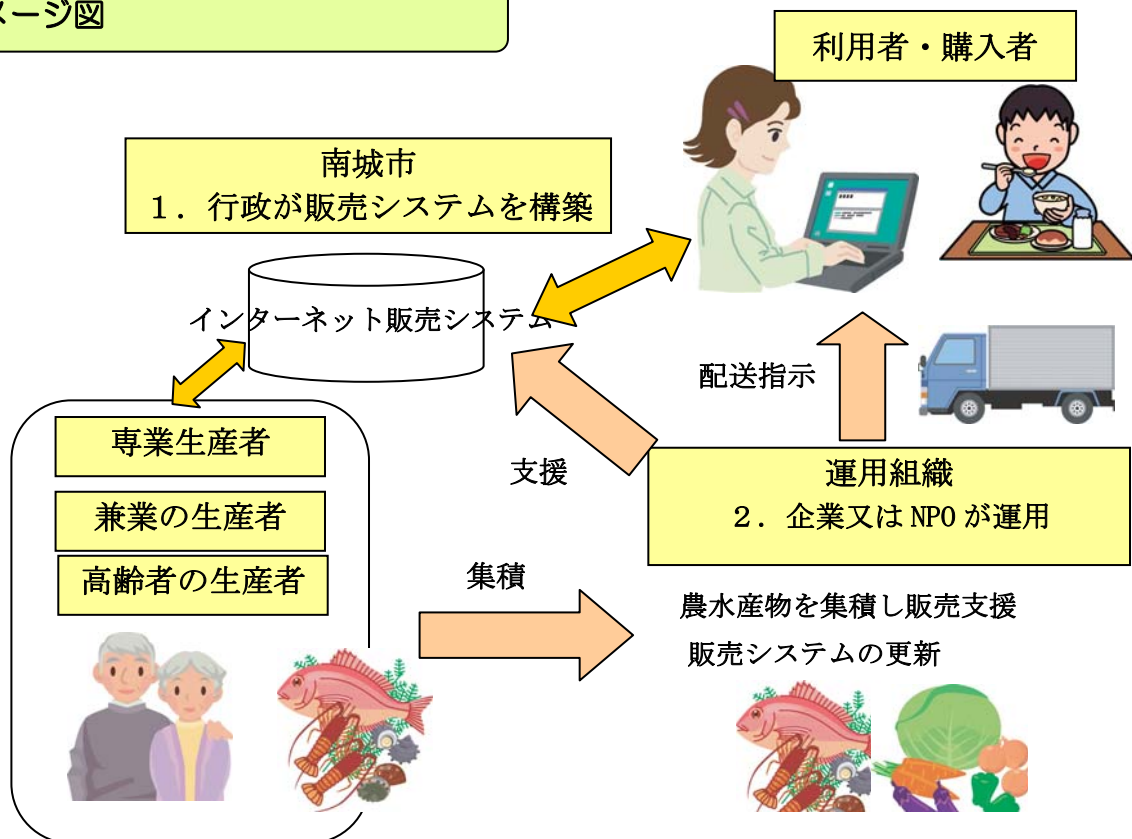 メージ図
利用者・購入者
南城市
１．行政が販売システムを構築
インターネット販売システム
配送指示
専業生産者
兼業の生産者
高齢者の生産者
支援
運用組織
２．企業又は NPO が運用
集積
農水産物を集積し販売支援
販売システムの更新